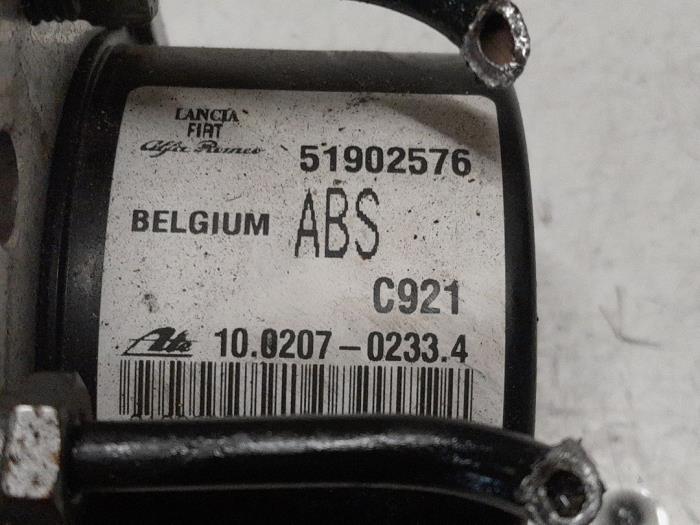 LANCIA
FIAT
Alfa Romeo
51902576
BELGIUM ABS
C921
Ate 10.0207-0233.4